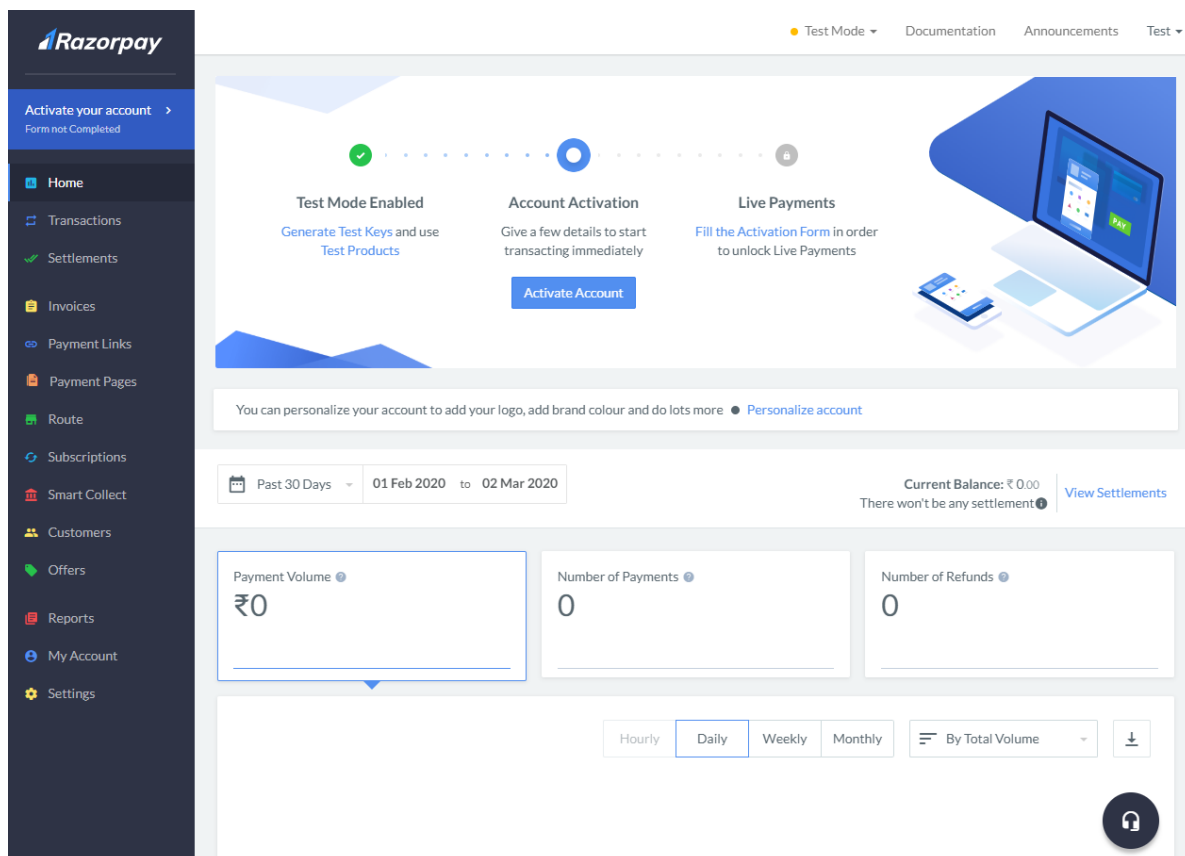 Razorpay
Test Mode
Documentation
Announcements
Test
Activate your account
Form not Completed
Home
Transactions
Settlements
Invoices
Payment Links
Payment Pages
Route
Subscriptions
Smart Collect
Customers
Offers
Reports
My Account
Settings
Test Mode Enabled
Generate Test Keys and use
Test Products
Account Activation
Give a few details to start
transacting immediately
Activate Account
Live Payments
Fill the Activation Form in order
to unlock Live Payments
PAY
You can personalize your account to add your logo, add brand colour and do lots more ● Personalize account
Past 30 Days
01 Feb 2020 to 02 Mar 2020
Current Balance: ₹ 0.00
There won't be any settlement
View Settlements
Payment Volume
₹0
Number of Payments
0
Number of Refunds
0
Hourly
Daily
Weekly
Monthly
By Total Volume